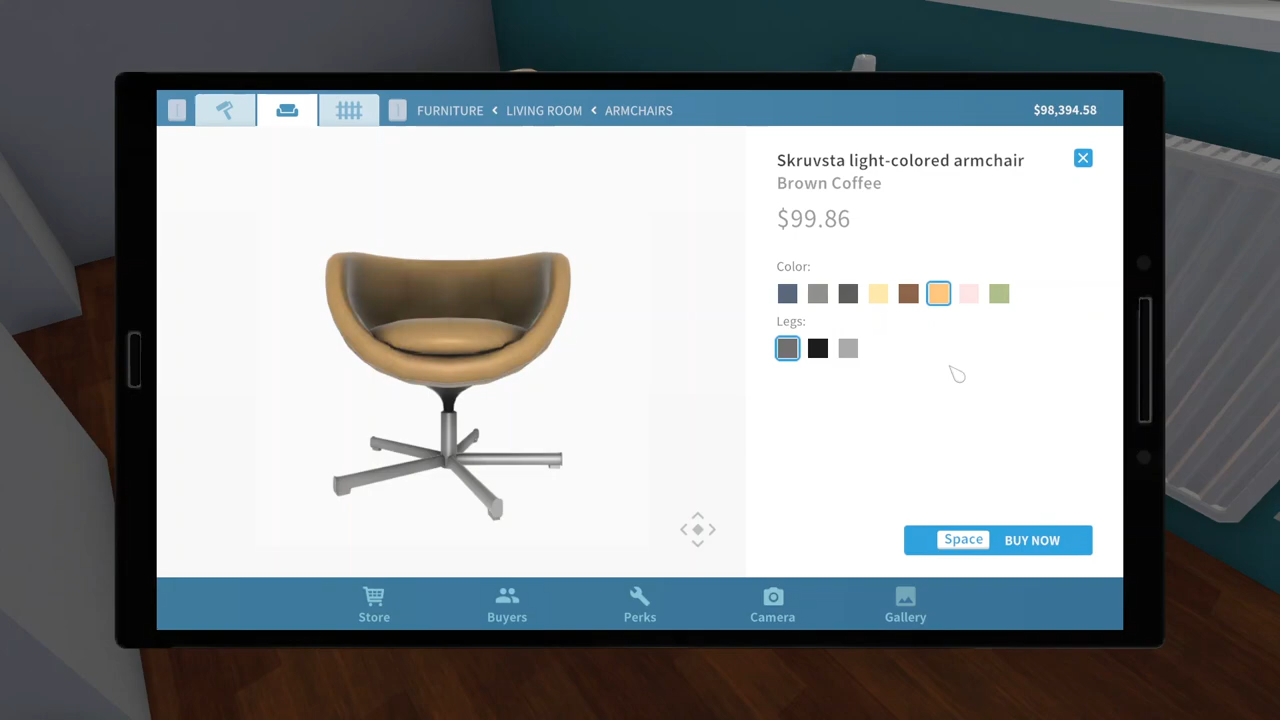 FURNITURE < LIVING ROOM < ARMCHAIRS
$98,394.58
Skruvsta light-colored armchair
Brown Coffee
$99.86
Color:
Legs:
Space BUY NOW
Store
Buyers
Perks
Camera
Gallery